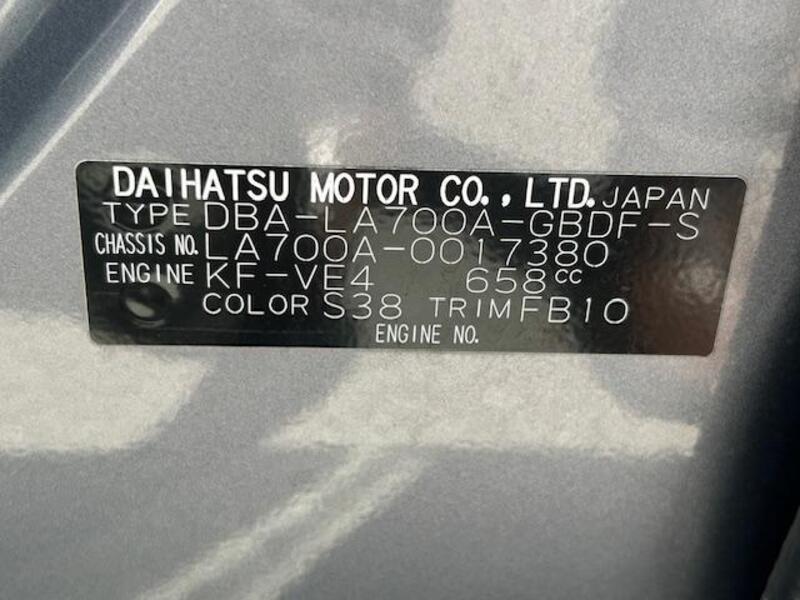 DAIHATSU MOTOR CO., LTD. JAPAN
TYPE DBA-LA700A-GBDF-S
CHASSIS NO. LA700A-0017380
ENGINE KF-VE4 658cc
COLOR S38 TRIM FB10
ENGINE NO.